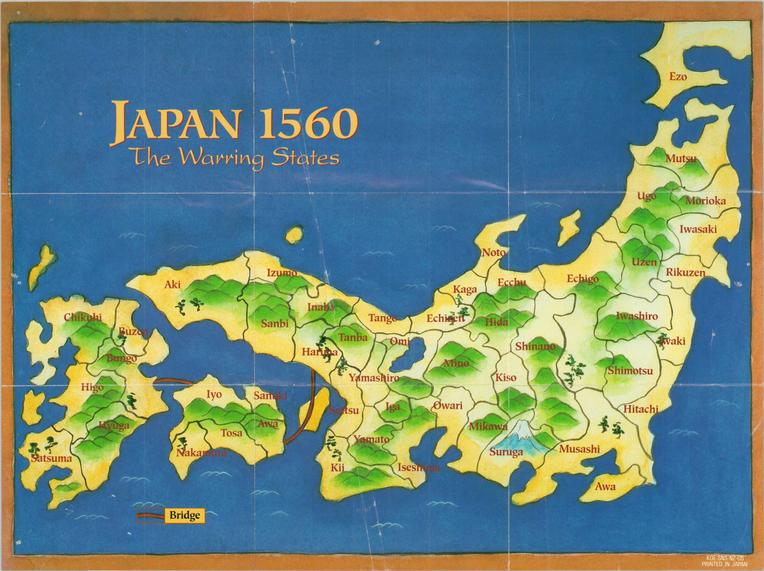 JAPAN 1560
The Warring States
Ezo
Mutsu
Ugo
Morioka
Iwasaki
Uzen
Rikuzen
Noto
Kaga
Ecchu
Echigo
Echizen
Hida
Iwashiro
Iwaki
Shinano
Shimotsu
Mino
Kiso
Hitachi
Owari
Mikawa
Suruga
Musashi
Awa
Izumo
Aki
Inaba
Sanbi
Tango
Tanba
Omi
Harima
Yamashiro
Settsu
Iga
Yamato
Kij
Iseshima
Chikuhi
Buzen
Bungo
Higo
Hyuga
Satsuma
Iyo
Sanuki
Awa
Tosa
Nakamura
Bridge
PRINTED IN JAPAN